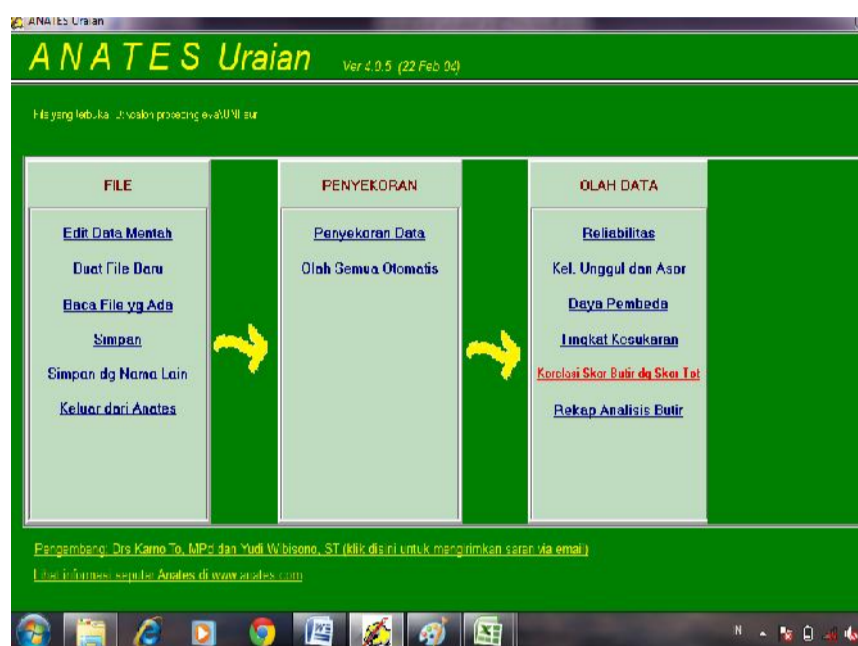 ANATES Uraian
ANATES Uraian Ver 4.0.5 (22 Feb 04)
File yang terbuka
FILE
Edit Data Mentah
Buat File Baru
Baca File yg Ada
Simpan
Simpan dg Nama Lain
Keluar dari Anates
PENYEKORAN
Penyekoran Data
Olah Semua Otomatis
OLAH DATA
Reliabilitas
Kel. Unggul dan Asor
Daya Pembeda
Tingkat Kesukaran
Korelasi Skor Butir dg Skor Tot
Rekap Analisis Butir
Pengembang: Drs Karno To, MPd dan Yudi Wibisono, ST (klik disini untuk mengirimkan saran via email)
Lihat informasi seputar Anates di www.anates.com
N